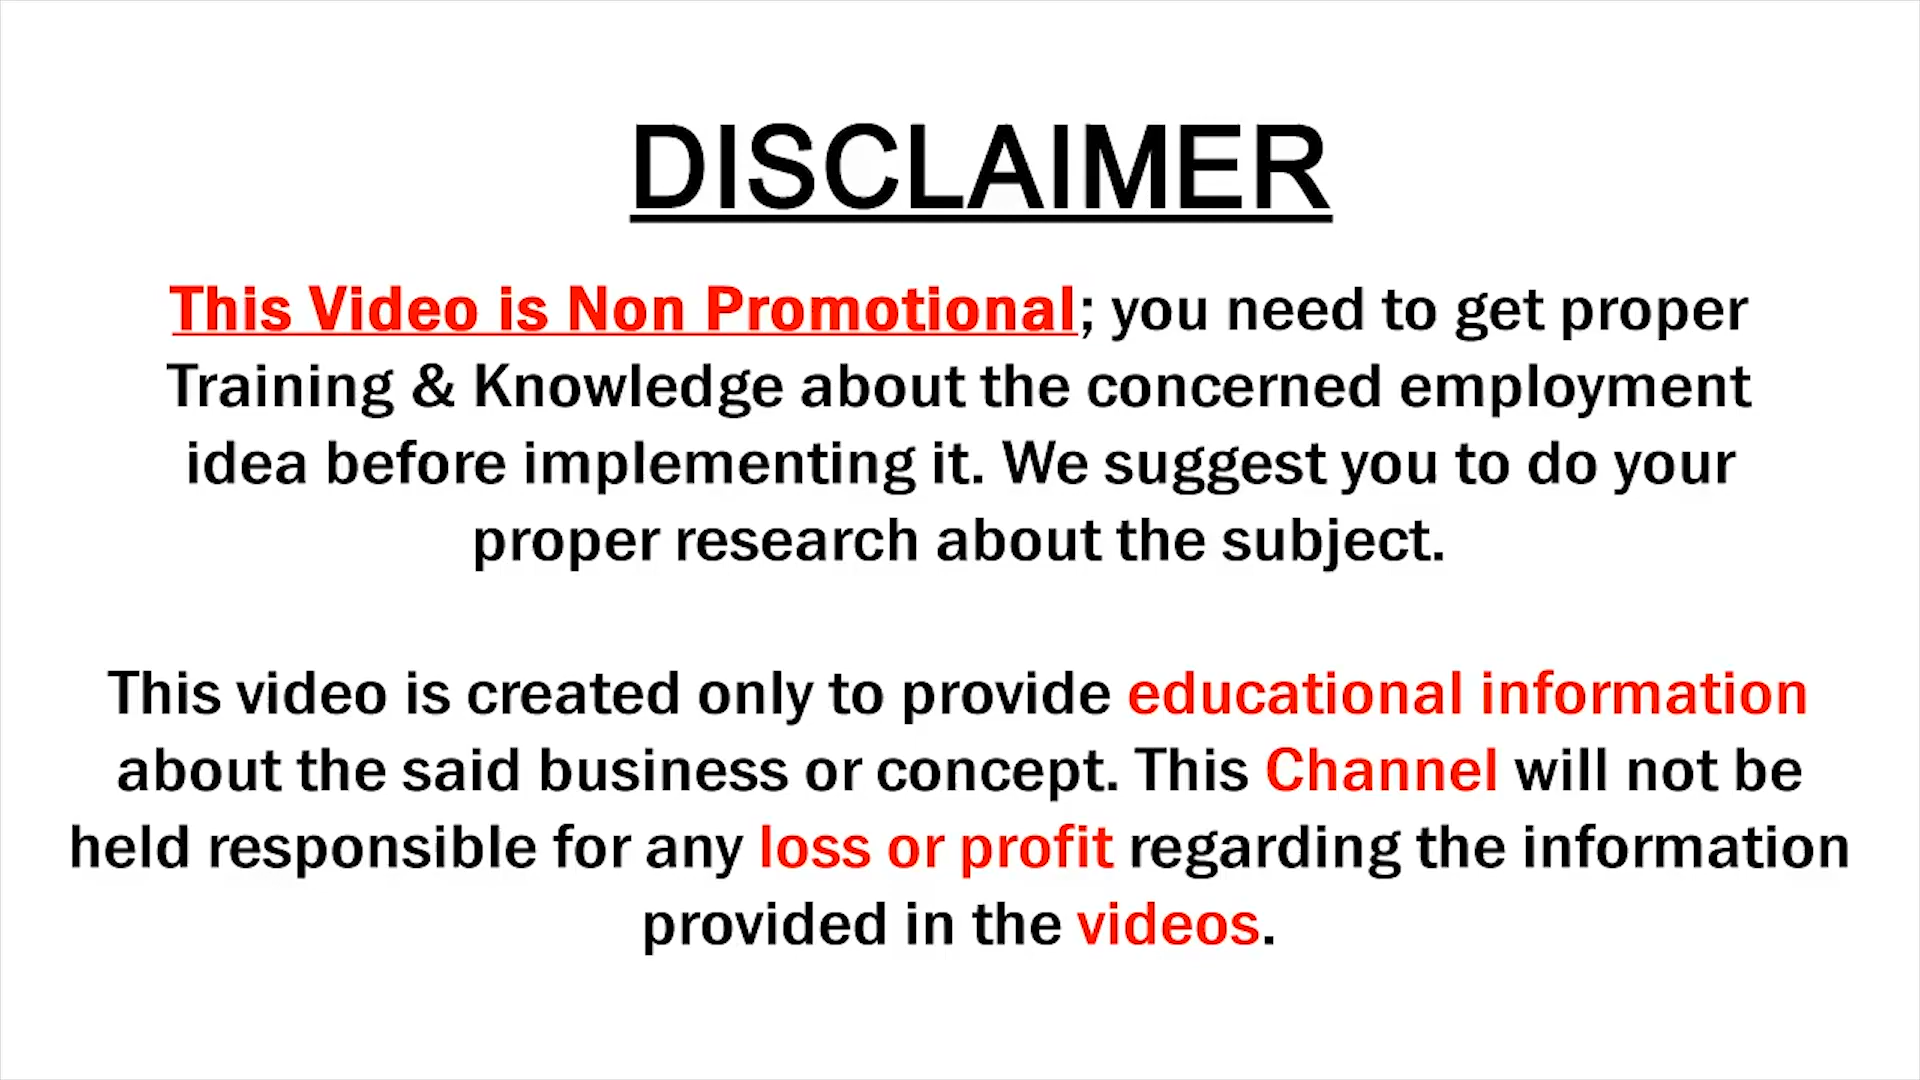 DISCLAIMER
This Video is Non Promotional; you need to get proper
Training & Knowledge about the concerned employment
idea before implementing it. We suggest you to do your
proper research about the subject.
This video is created only to provide educational information
about the said business or concept. This Channel will not be
held responsible for any loss or profit regarding the information
provided in the videos.